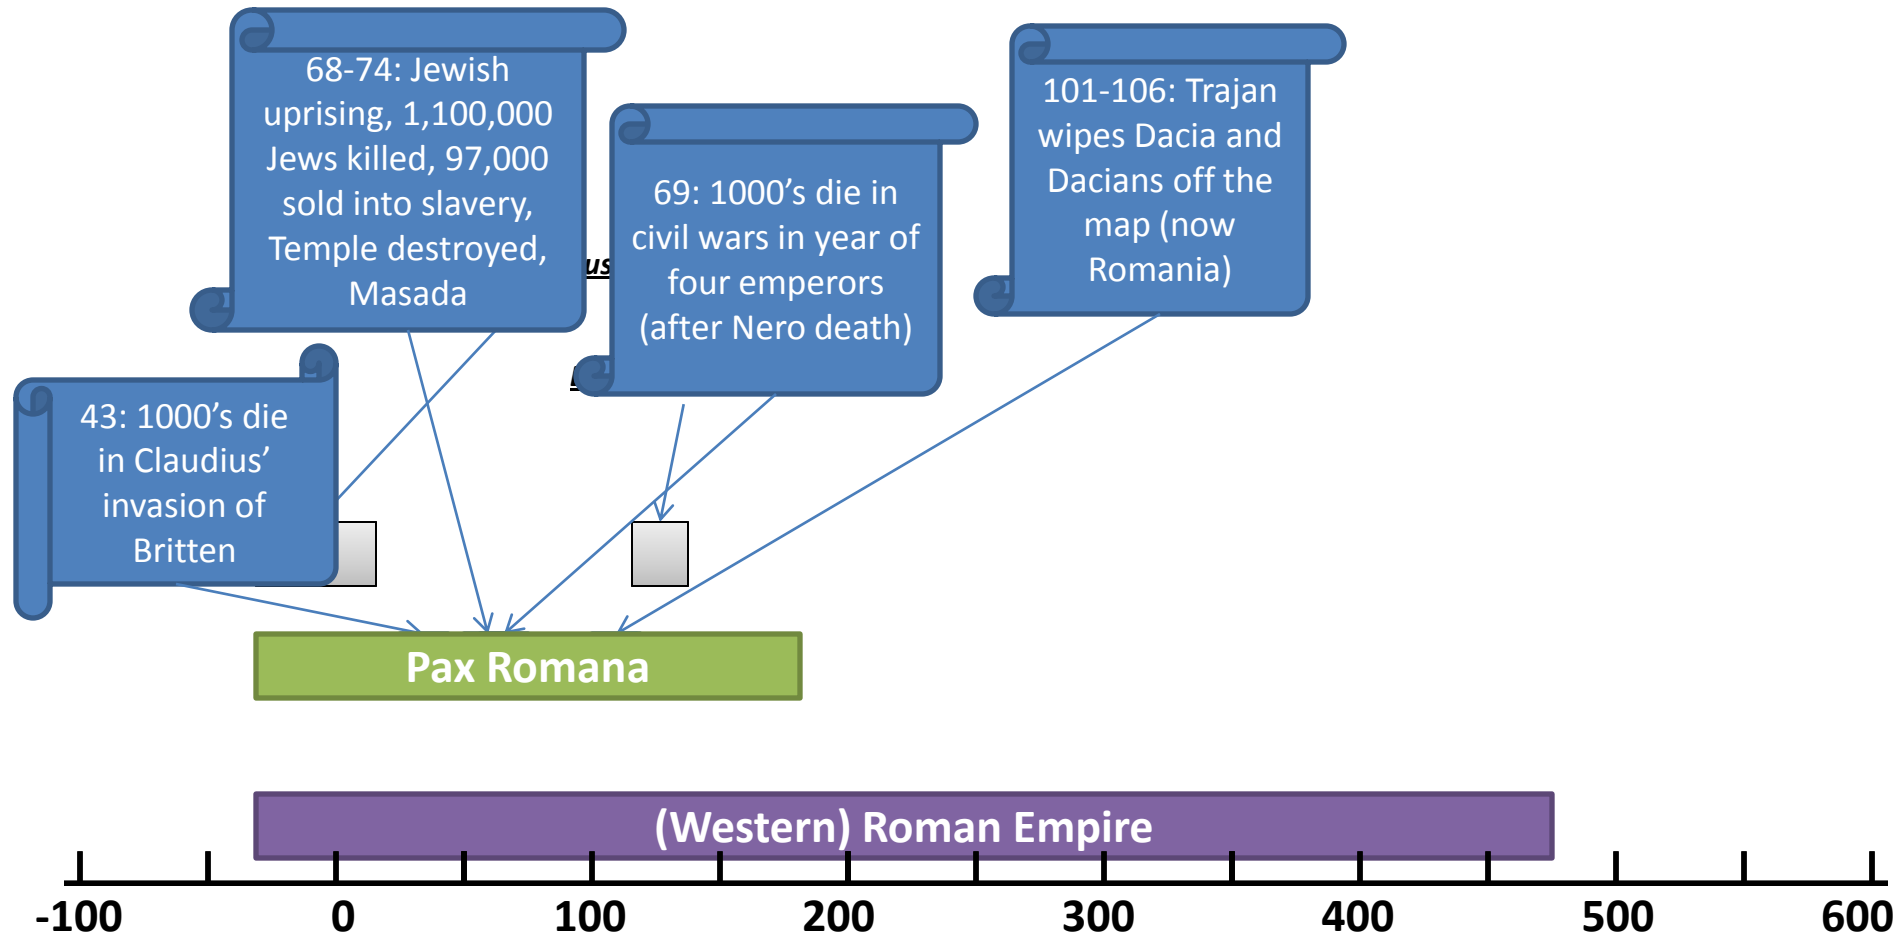 68-74: Jewish
uprising, 1,100,000
Jews killed, 97,000
sold into slavery,
Temple destroyed,
Masada
69: 1000’s die in
civil wars in year of
four emperors
(after Nero death)
101-106: Trajan
wipes Dacia and
Dacians off the
map (now
Romania)
43: 1000’s die
in Claudius’
invasion of
Britten
Pax Romana
(Western) Roman Empire
-100 0 100 200 300 400 500 600